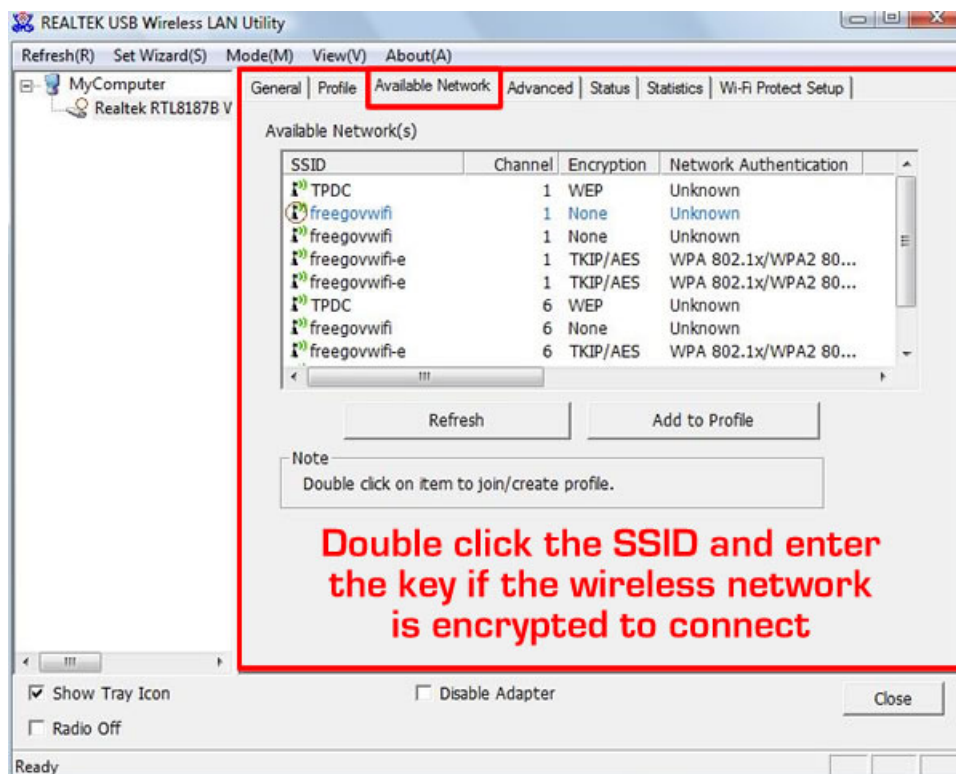 REALTEK USB Wireless LAN Utility
Refresh(R) Set Wizard(S) Mode(M) View(V) About(A)
MyComputer
Realtek RTL8187B
General Profile Available Network Advanced Status Statistics Wi-Fi Protect Setup
Available Network(s)
SSID Channel Encryption Network Authentication
TPDC 1 WEP Unknown
freegovwifi 1 None Unknown
freegovwifi 1 None Unknown
freegovwifi-e 1 TKIP/AES WPA 802.1x/WPA2 80...
freegovwifi-e 1 TKIP/AES WPA 802.1x/WPA2 80...
TPDC 6 WEP Unknown
freegovwifi 6 None Unknown
freegovwifi-e 6 TKIP/AES WPA 802.1x/WPA2 80...
Refresh Add to Profile
Note
Double click on item to join/create profile.
Double click the SSID and enter
the key if the wireless network
is encrypted to connect
Show Tray Icon Disable Adapter Close
Radio Off
Ready